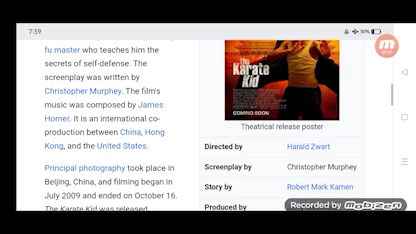 7:59
30%
fu master who teaches him the
secrets of self-defense. The
screenplay was written by
Christopher Murphey. The film's
music was composed by James
Horner. It is an international co-
production between China, Hong
Kong, and the United States.
Principal photography took place in
Beijing, China, and filming began in
July 2009 and ended on October 16.
The Karate Kid was released
The
Karate
Kid
COMING SOON
Theatrical release poster
Directed by Harald Zwart
Screenplay by Christopher Murphey
Story by Robert Mark Kamen
Produced by
Recorded by mobizen